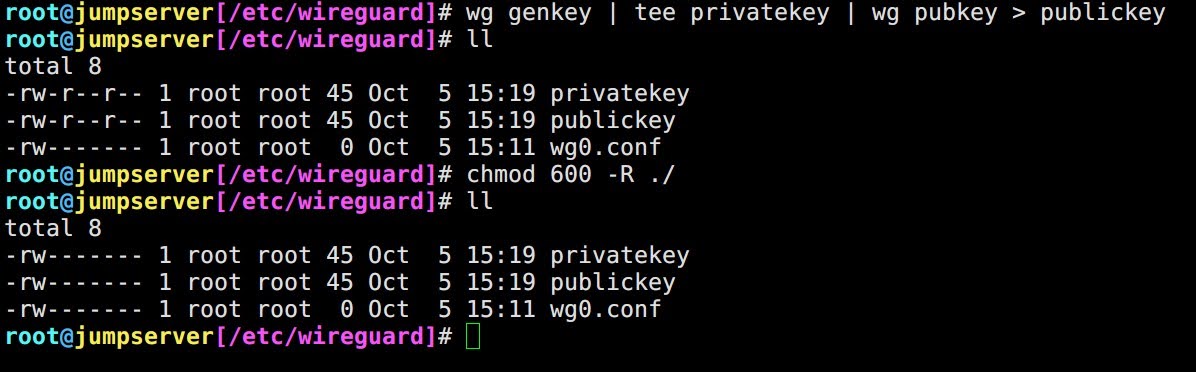 root@jumpserver[/etc/wireguard]# wg genkey | tee privatekey | wg pubkey > publickey
root@jumpserver[/etc/wireguard]# ll
total 8
-rw-r--r-- 1 root root 45 Oct  5 15:19 privatekey
-rw-r--r-- 1 root root 45 Oct  5 15:19 publickey
-rw------- 1 root root  0 Oct  5 15:11 wg0.conf
root@jumpserver[/etc/wireguard]# chmod 600 -R ./
root@jumpserver[/etc/wireguard]# ll
total 8
-rw------- 1 root root 45 Oct  5 15:19 privatekey
-rw------- 1 root root 45 Oct  5 15:19 publickey
-rw------- 1 root root  0 Oct  5 15:11 wg0.conf
root@jumpserver[/etc/wireguard]#